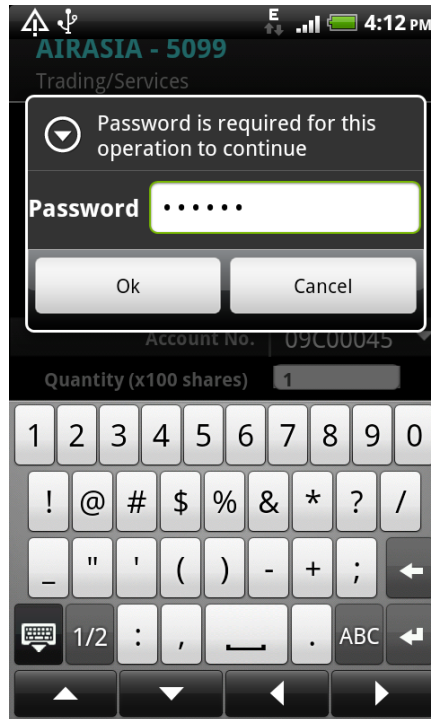 E
4:12 PM
AIRASIA - 5099
Trading/Services
Password is required for this
operation to continue
Password ••••••
Ok Cancel
Account No. 09C00045
Quantity (x100 shares) 1
1 2 3 4 5 6 7 8 9 0
! @ # $ % & * ? /
_ " ' ( ) - + ;
1/2 : , . ABC